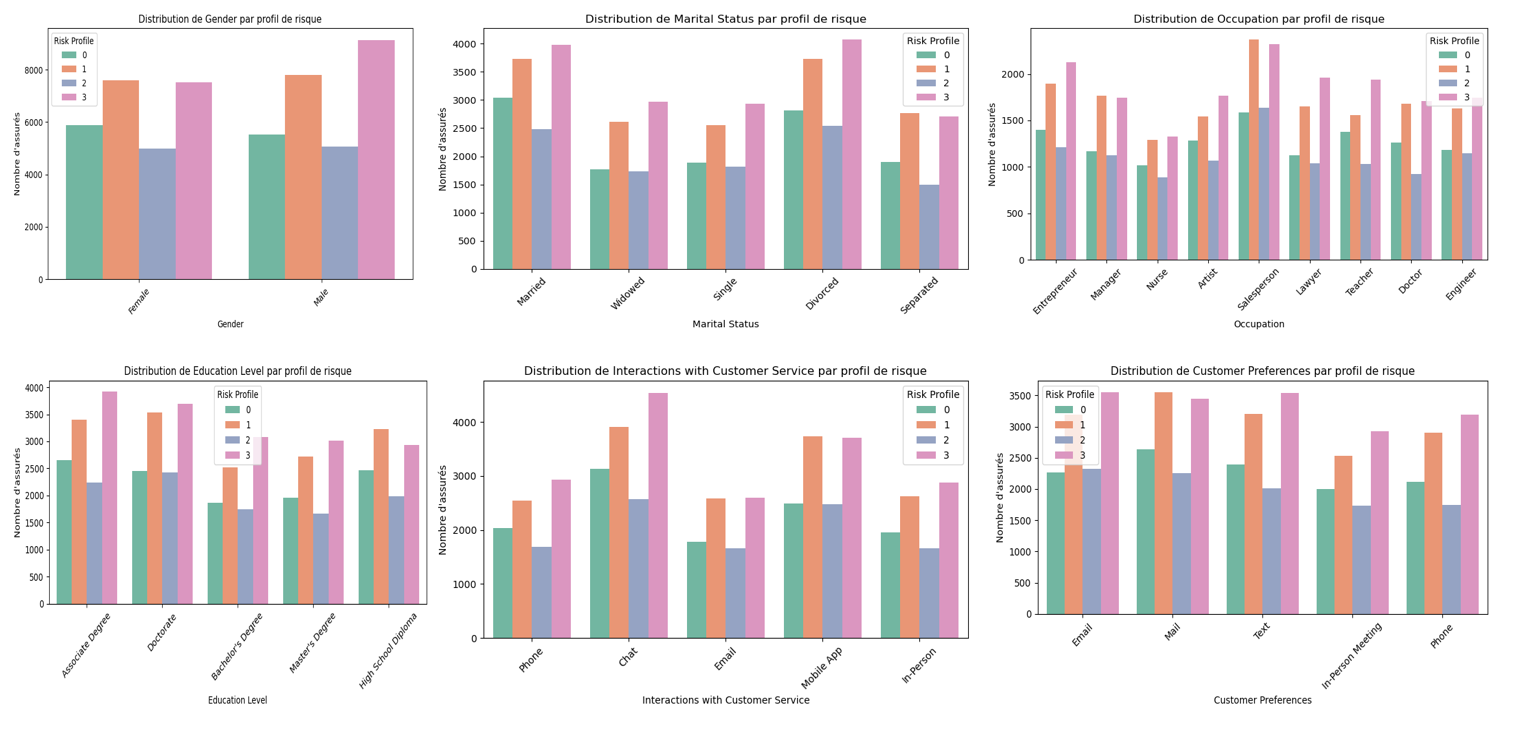 Distribution de Gender par profil de risque
Risk Profile
0
1
2
3
Nombre d'assurés
8000
6000
4000
2000
0
Female
Male
Gender
Distribution de Marital Status par profil de risque
Risk Profile
0
1
2
3
Nombre d'assurés
4000
3500
3000
2500
2000
1500
1000
500
0
Married
Widowed
Single
Divorced
Separated
Marital Status
Distribution de Occupation par profil de risque
Risk Profile
0
1
2
3
Nombre d'assurés
2000
1500
1000
500
0
Entrepreneur
Manager
Nurse
Artist
Salesperson
Lawyer
Teacher
Doctor
Engineer
Occupation
Distribution de Education Level par profil de risque
Risk Profile
0
1
2
3
Nombre d'assurés
4000
3500
3000
2500
2000
1500
1000
500
0
Associate Degree
Doctorate
Bachelor's Degree
Master's Degree
High School Diploma
Education Level
Distribution de Interactions with Customer Service par profil de risque
Risk Profile
0
1
2
3
Nombre d'assurés
4000
3000
2000
1000
0
Phone
Chat
Email
Mobile App
In-Person
Interactions with Customer Service
Distribution de Customer Preferences par profil de risque
Risk Profile
0
1
2
3
Nombre d'assurés
3500
3000
2500
2000
1500
1000
500
0
Email
Mail
Text
In-Person Meeting
Phone
Customer Preferences